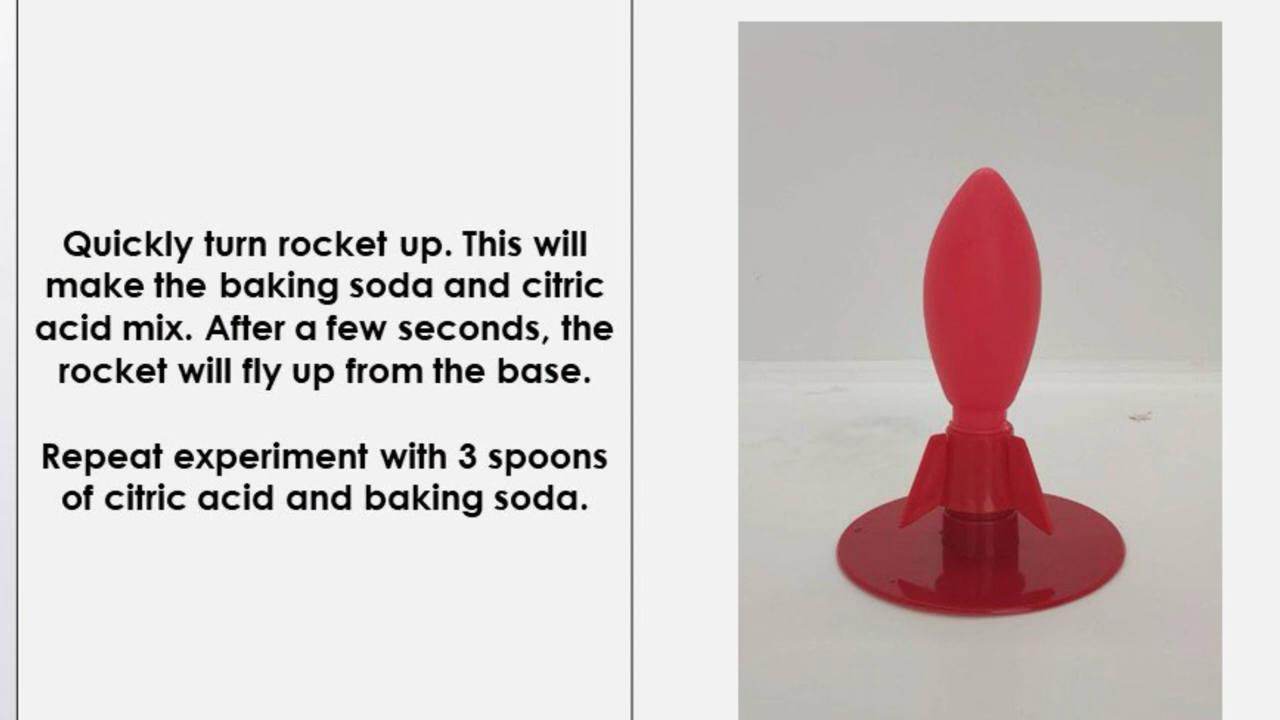 Quickly turn rocket up. This will
make the baking soda and citric
acid mix. After a few seconds, the
rocket will fly up from the base.
Repeat experiment with 3 spoons
of citric acid and baking soda.